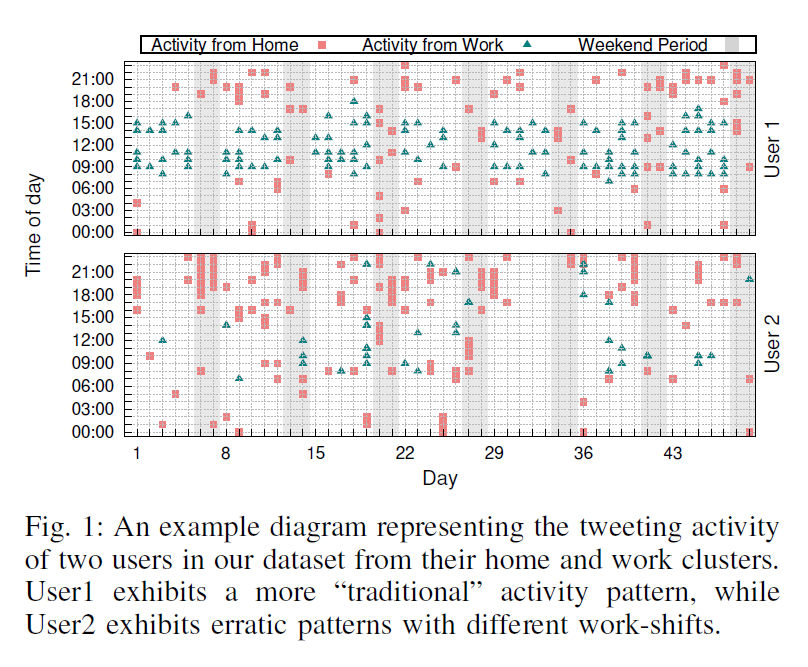 Activity from Home Activity from Work Weekend Period
21:00
18:00
15:00
12:00
09:00
06:00
03:00
00:00
User 1
Time of day
21:00
18:00
15:00
12:00
09:00
06:00
03:00
00:00
User 2
1 8 15 22 29 36 43
Day
Fig. 1: An example diagram representing the tweeting activity
of two users in our dataset from their home and work clusters.
User1 exhibits a more “traditional” activity pattern, while
User2 exhibits erratic patterns with different work-shifts.